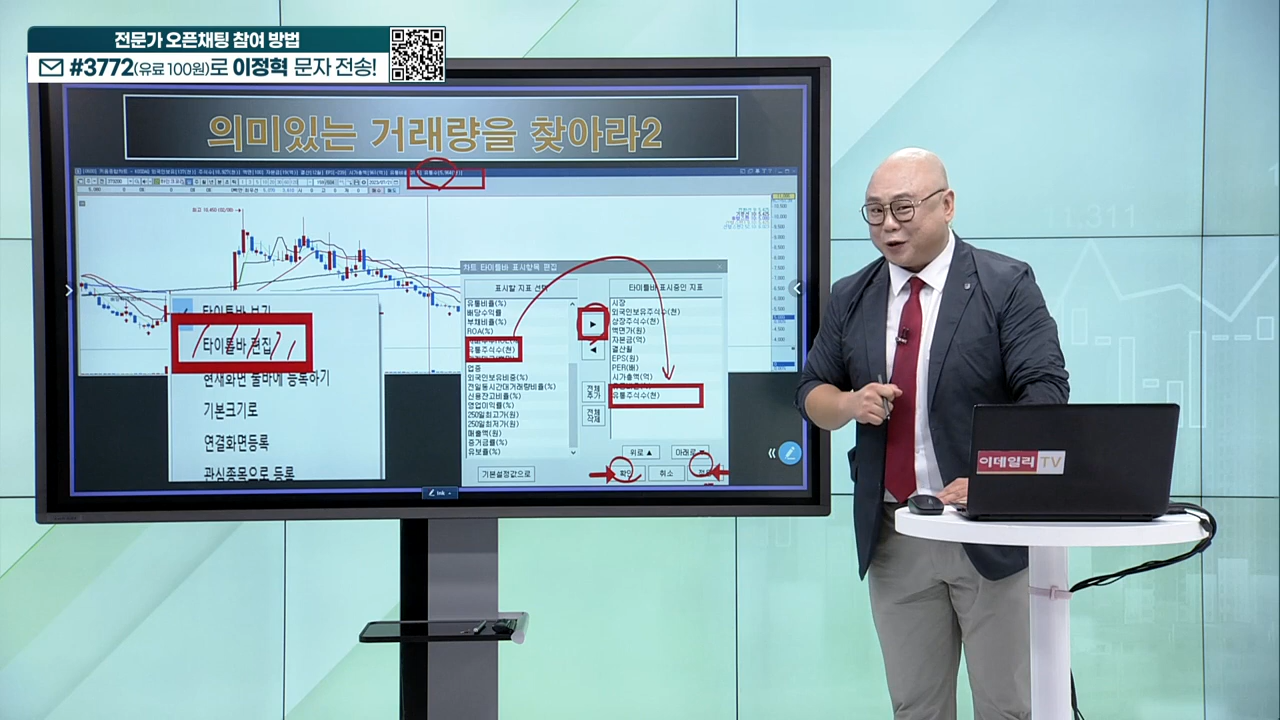 전문가 오픈채팅 참여 방법
#3772(유료 100원)로 이정혁 문자 전송!
의미있는 거래량을 찾아라2
최고 10,450 (02/08)
타이틀바 보기
타이틀바 편집
연재화면 툴바에 등록하기
기본크기로
연결화면등록
관심종목으로 등록
차트 타이틀바 표시항목 편집
표시할 지표 선택
유통비율(%)
배당수익률
부채비율(%)
ROA(%)
유통주식수(천)
업종
외국인보유비중(%)
전일동시간대거래량비율(%)
신용잔고비율(%)
영업이익률(%)
250일최고가(원)
250일최저가(원)
매출액(원)
증거금률(%)
유보율(%)
기본설정값으로
▶
◀
전체
추가
전체
삭제
타이틀바 표시중인 지표
시장
외국인보유주식수(천)
상장주식수(천)
액면가(원)
자본금(억)
결산월
EPS(원)
PER(배)
시가총액(억)
유통주식수(천)
위로 ▲
아래로 ▼
확인
취소
Ink
이데일리TV
11,311